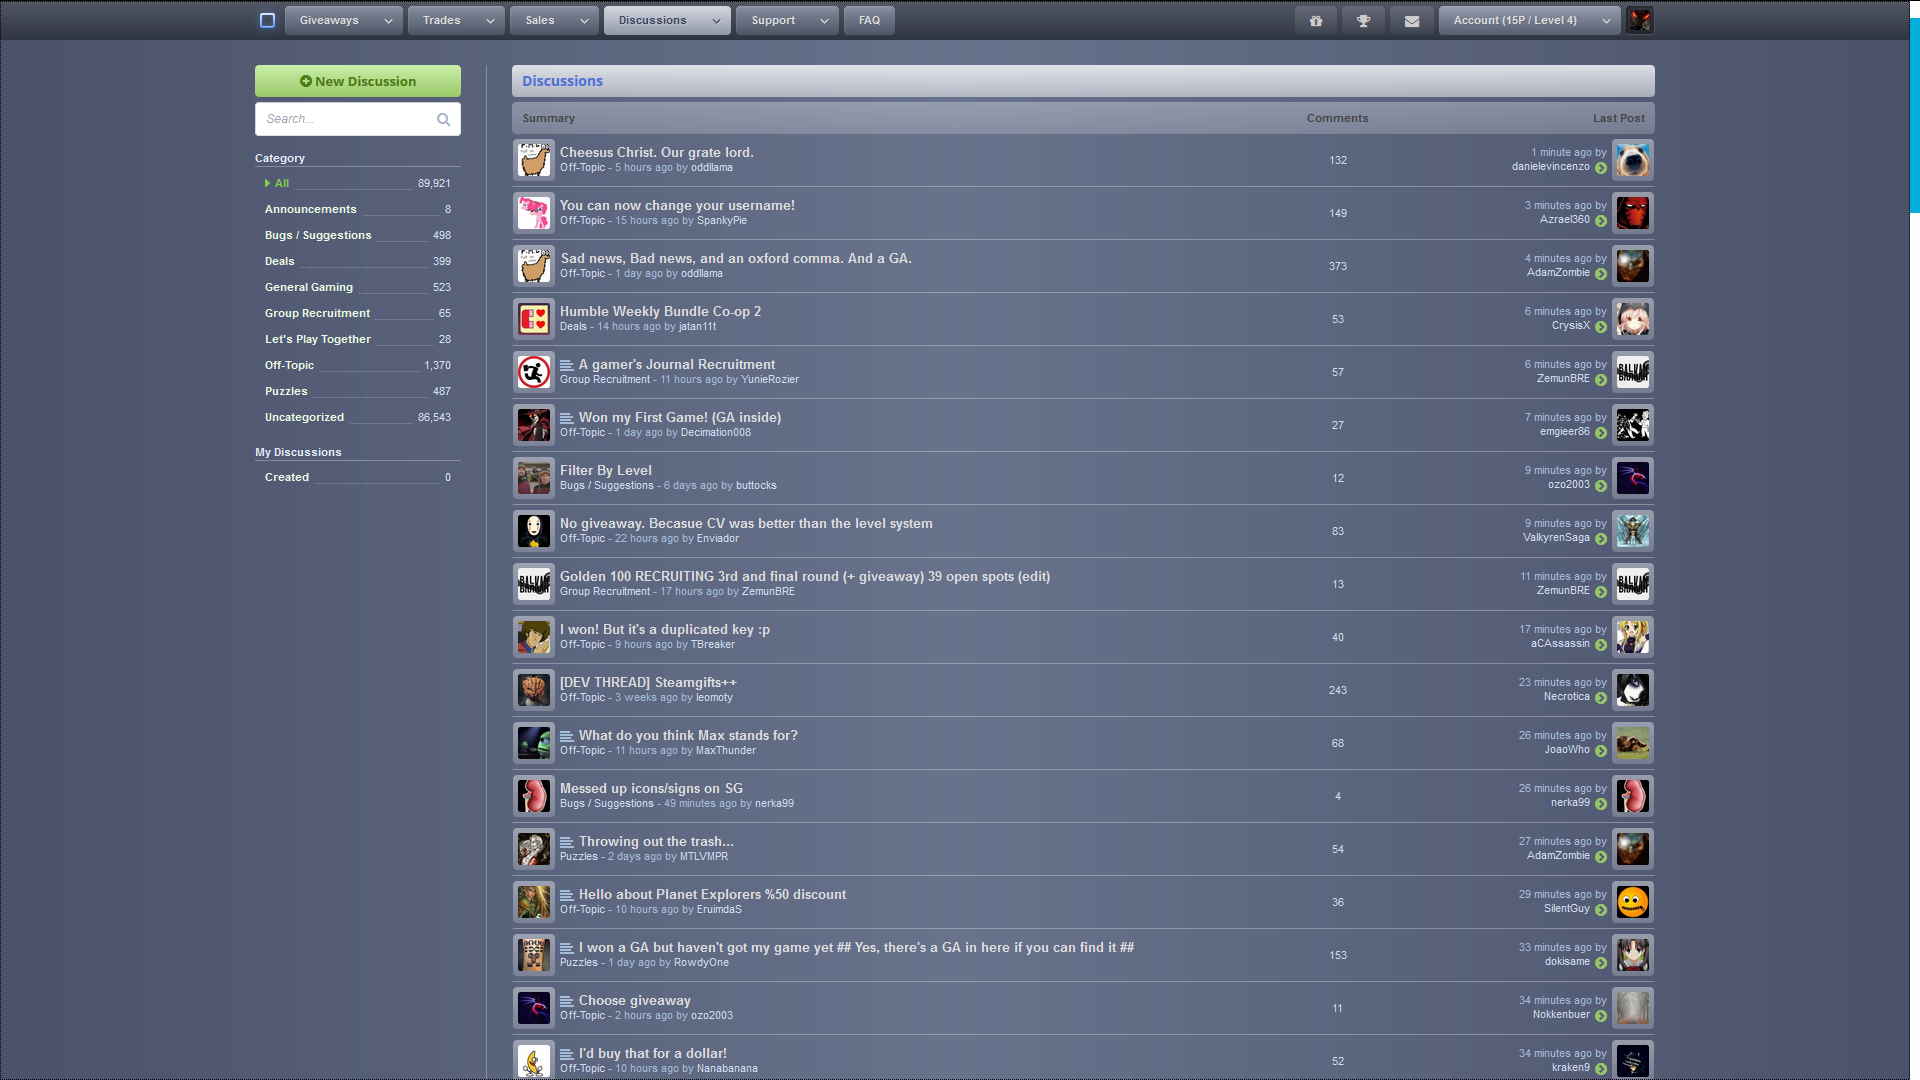 Giveaways Trades Sales Discussions Support FAQ Account (15P / Level 4)
New Discussion
Search...
Category
All 89,921
Announcements 8
Bugs / Suggestions 498
Deals 399
General Gaming 523
Group Recruitment 65
Let's Play Together 28
Off-Topic 1,370
Puzzles 487
Uncategorized 86,543
My Discussions
Created 0
Discussions
Summary Comments Last Post
Cheesus Christ. Our grate lord.
Off-Topic - 5 hours ago by oddllama
132
1 minute ago by
danielevincenzo
You can now change your username!
Off-Topic - 15 hours ago by SpankyPie
149
3 minutes ago by
Azrael360
Sad news, Bad news, and an oxford comma. And a GA.
Off-Topic - 1 day ago by oddllama
373
4 minutes ago by
AdamZombie
Humble Weekly Bundle Co-op 2
Deals - 14 hours ago by jatan11t
53
6 minutes ago by
CrysisX
A gamer's Journal Recruitment
Group Recruitment - 11 hours ago by YunieRozier
57
6 minutes ago by
ZemunBRE
Won my First Game! (GA inside)
Off-Topic - 1 day ago by Decimation008
27
7 minutes ago by
emgieer86
Filter By Level
Bugs / Suggestions - 6 days ago by buttocks
12
9 minutes ago by
ozo2003
No giveaway. Becasue CV was better than the level system
Off-Topic - 22 hours ago by Enviador
83
9 minutes ago by
ValkyrenSaga
Golden 100 RECRUITING 3rd and final round (+ giveaway) 39 open spots (edit)
Group Recruitment - 17 hours ago by ZemunBRE
13
11 minutes ago by
ZemunBRE
I won! But it's a duplicated key :p
Off-Topic - 9 hours ago by TBreaker
40
17 minutes ago by
aCAssassin
[DEV THREAD] Steamgifts++
Off-Topic - 3 weeks ago by leomoty
243
23 minutes ago by
Necrotica
What do you think Max stands for?
Off-Topic - 11 hours ago by MaxThunder
68
26 minutes ago by
JoaoWho
Messed up icons/signs on SG
Bugs / Suggestions - 49 minutes ago by nerka99
4
26 minutes ago by
nerka99
Throwing out the trash...
Puzzles - 2 days ago by MTLVMPR
54
27 minutes ago by
AdamZombie
Hello about Planet Explorers %50 discount
Off-Topic - 10 hours ago by EruimdaS
36
29 minutes ago by
SilentGuy
I won a GA but haven't got my game yet ## Yes, there's a GA in here if you can find it ##
Puzzles - 1 day ago by RowdyOne
153
33 minutes ago by
dokisame
Choose giveaway
Off-Topic - 2 hours ago by ozo2003
11
34 minutes ago by
Nokkenbuer
I'd buy that for a dollar!
Off-Topic - 10 hours ago by Nanabanana
52
34 minutes ago by
kraken9